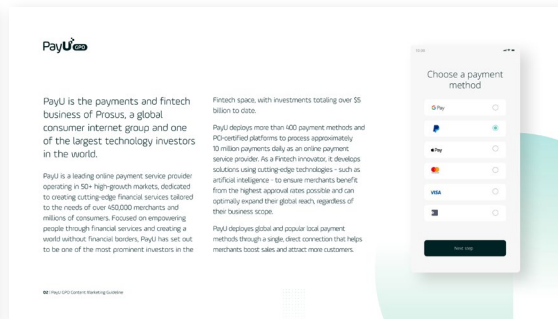 PayU GPO
PayU is the payments and fintech
business of Prosus, a global
consumer internet group and one
of the largest technology investors
in the world.
PayU is a leading online payment service provider
operating in 50+ high-growth markets, dedicated
to creating cutting-edge financial services tailored
to the needs of over 450,000 merchants and
millions of consumers. Focused on empowering
people through financial services and creating a
world without financial borders, PayU has set out
to be one of the most prominent investors in the
Fintech space, with investments totaling over $5
billion to date.
PayU deploys more than 400 payment methods and
PCI-certified platforms to process approximately
10 million payments daily as an online payment
service provider. As a Fintech innovator, it develops
solutions using cutting-edge technologies - such as
artificial intelligence - to ensure merchants benefit
from the highest approval rates possible and can
optimally expand their global reach, regardless of
their business scope.
PayU deploys global and popular local payment
methods through a single, direct connection that helps
merchants boost sales and attract more customers.
Choose a payment
method
G Pay
Pay
VISA
Next step
02 | PayU GPO Content Marketing Guideline